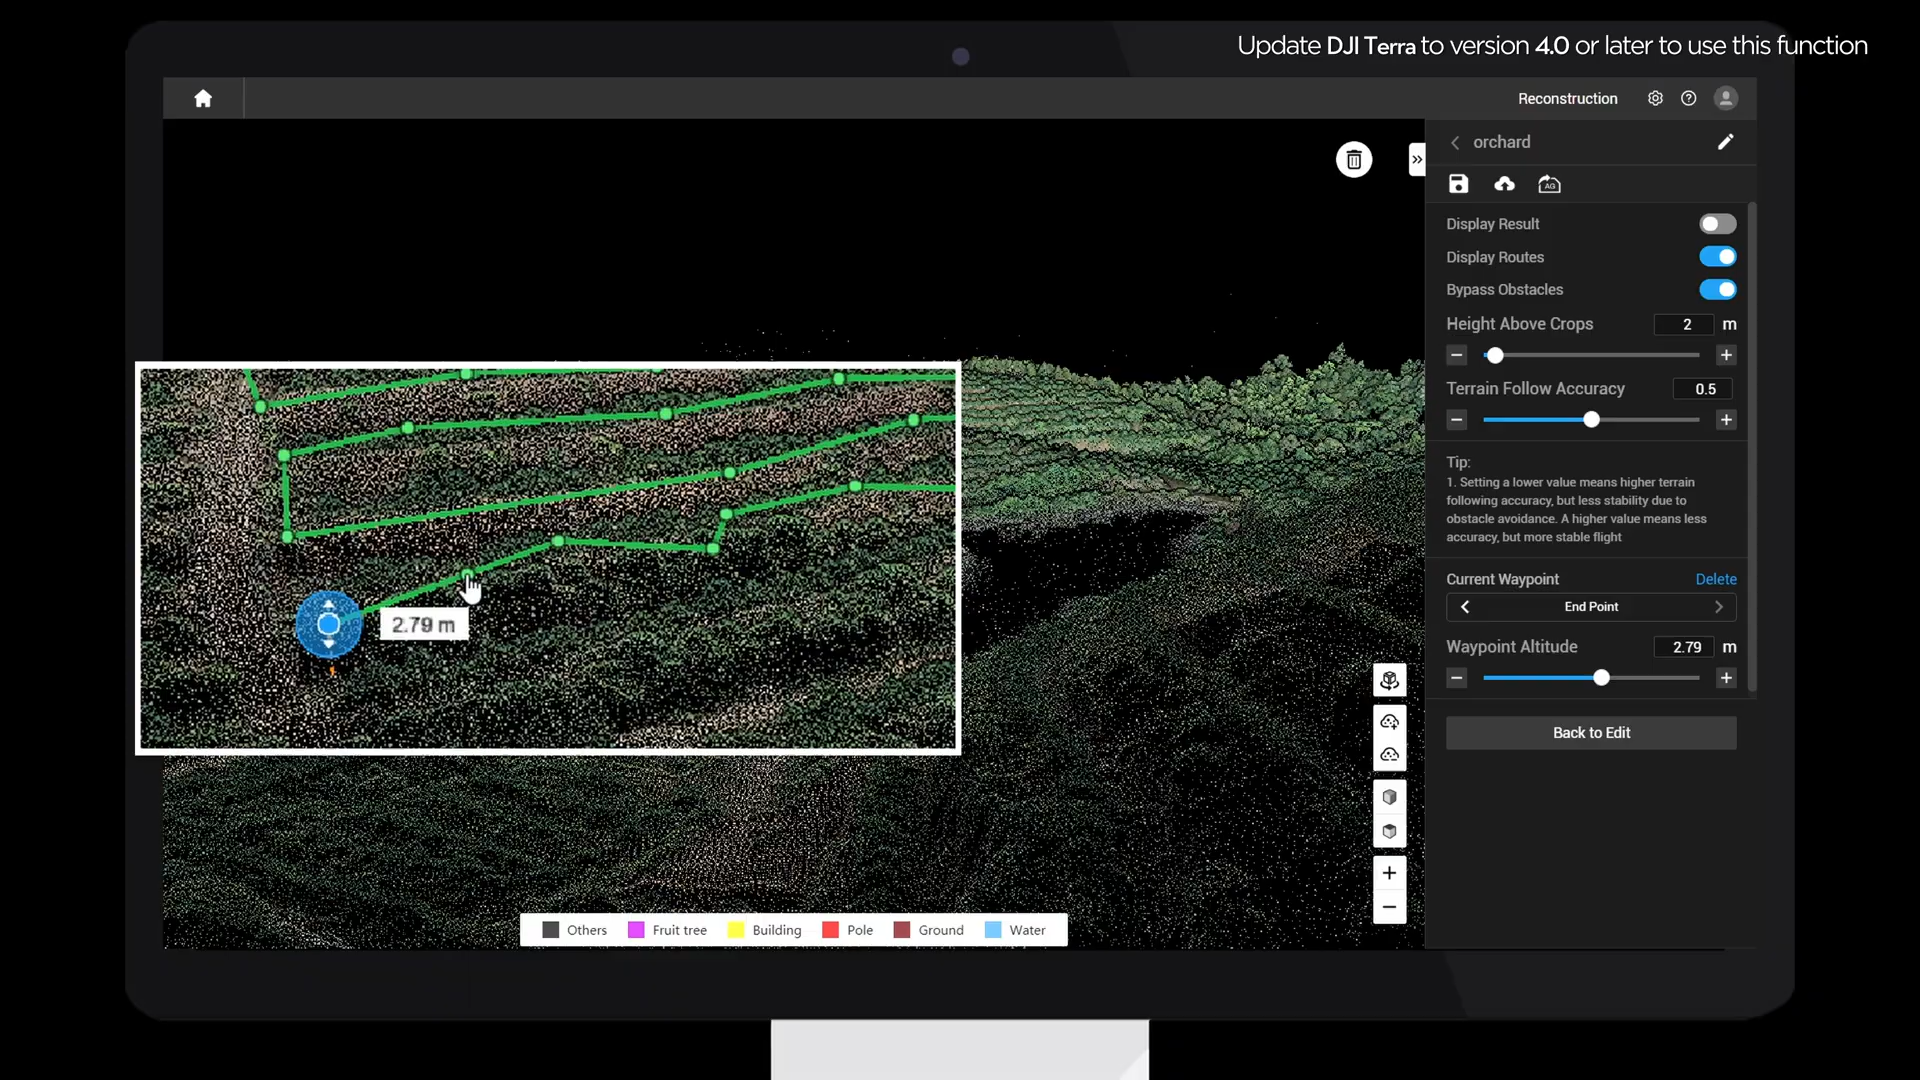 Update DJI Terra to version 4.0 or later to use this function
Reconstruction
orchard
AG
Display Result
Display Routes
Bypass Obstacles
Height Above Crops 2 m
Terrain Follow Accuracy 0.5
Tip:
1. Setting a lower value means higher terrain
following accuracy, but less stability due to
obstacle avoidance. A higher value means less
accuracy, but more stable flight
Current Waypoint Delete
End Point
Waypoint Altitude 2.79 m
Back to Edit
2.79 m
Others Fruit tree Building Pole Ground Water